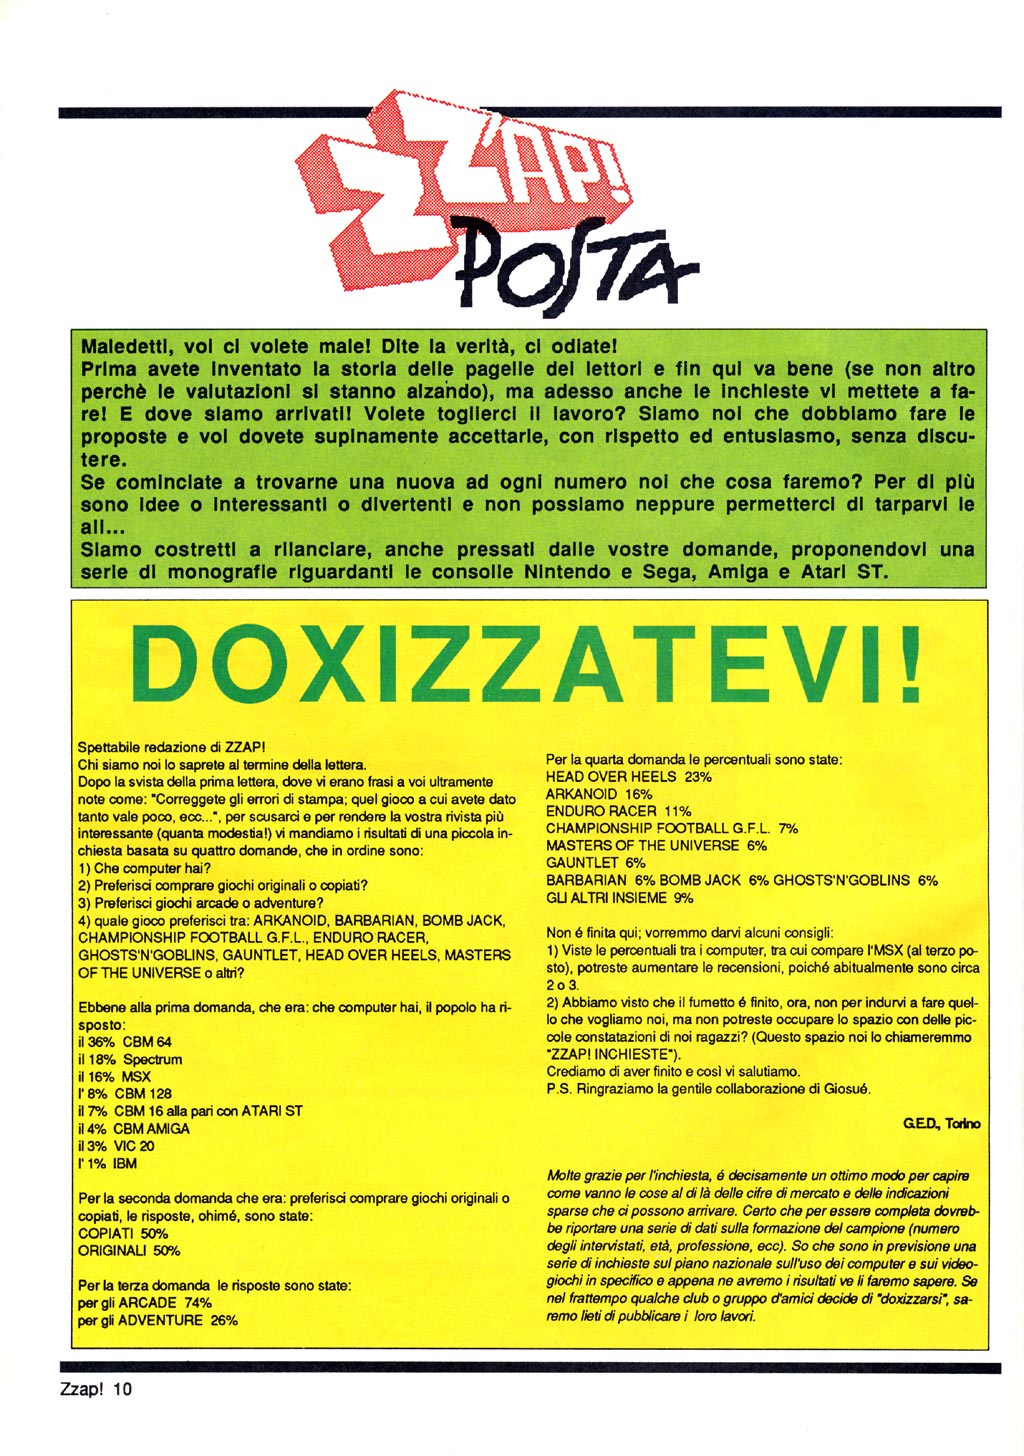 ZZAP!
POSTA
Maledetti, voi ci volete male! Dite la verità, ci odiate!
Prima avete inventato la storia delle pagelle dei lettori e fin qui va bene (se non altro
perchè le valutazioni si stanno alzando), ma adesso anche le inchieste vi mettete a fa-
re! E dove siamo arrivati! Volete toglierci il lavoro? Siamo noi che dobbiamo fare le
proposte e voi dovete supinamente accettarle, con rispetto ed entusiasmo, senza discu-
tere.
Se cominciate a trovarne una nuova ad ogni numero noi che cosa faremo? Per di più
sono idee o interessanti o divertenti e non possiamo neppure permetterci di tarparvi le
ali...
Siamo costretti a rilanciare, anche pressati dalle vostre domande, proponendovi una
serie di monografie riguardanti le consolle Nintendo e Sega, Amiga e Atari ST.
DOXIZZATEVI!
Spettabile redazione di ZZAP!
Chi siamo noi lo saprete al termine della lettera.
Dopo la svista della prima lettera, dove vi erano frasi a voi ultramente
note come: "Correggete gli errori di stampa; quel gioco a cui avete dato
tanto vale poco, ecc...", per scusarci e per rendere la vostra rivista più
interessante (quanta modestia!) vi mandiamo i risultati di una piccola in-
chiesta basata su quattro domande, che in ordine sono:
1) Che computer hai?
2) Preferisci comprare giochi originali o copiati?
3) Preferisci giochi arcade o adventure?
4) quale gioco preferisci tra: ARKANOID, BARBARIAN, BOMB JACK,
CHAMPIONSHIP FOOTBALL G.F.L., ENDURO RACER,
GHOSTS'N'GOBLINS, GAUNTLET, HEAD OVER HEELS, MASTERS
OF THE UNIVERSE o altri?
Ebbene alla prima domanda, che era: che computer hai, il popolo ha ri-
sposto:
il 36% CBM 64
il 18% Spectrum
il 16% MSX
l' 8% CBM 128
il 7% CBM 16 alla pari con ATARI ST
il 4% CBM AMIGA
il 3% VIC 20
l' 1% IBM
Per la seconda domanda che era: preferisci comprare giochi originali o
copiati, le risposte, ohimé, sono state:
COPIATI 50%
ORIGINALI 50%
Per la terza domanda le risposte sono state:
per gli ARCADE 74%
per gli ADVENTURE 26%
Per la quarta domanda le percentuali sono state:
HEAD OVER HEELS 23%
ARKANOID 16%
ENDURO RACER 11%
CHAMPIONSHIP FOOTBALL G.F.L. 7%
MASTERS OF THE UNIVERSE 6%
GAUNTLET 6%
BARBARIAN 6% BOMB JACK 6% GHOSTS'N'GOBLINS 6%
GLI ALTRI INSIEME 9%
Non é finita qui; vorremmo darvi alcuni consigli:
1) Viste le percentuali tra i computer, tra cui compare l'MSX (al terzo po-
sto), potreste aumentare le recensioni, poiché abitualmente sono circa
2 o 3.
2) Abbiamo visto che il fumetto é finito, ora, non per indurvi a fare quel-
lo che vogliamo noi, ma non potreste occupare lo spazio con delle pic-
cole constatazioni di noi ragazzi? (Questo spazio noi lo chiameremmo
"ZZAP! INCHIESTE").
Crediamo di aver finito e così vi salutiamo.
P.S. Ringraziamo la gentile collaborazione di Giosué.
G.E.D., Torino
Molte grazie per l'inchiesta, é decisamente un ottimo modo per capire
come vanno le cose al di là delle cifre di mercato e delle indicazioni
sparse che ci possono arrivare. Certo che per essere completa dovreb-
be riportare una serie di dati sulla formazione del campione (numero
degli intervistati, età, professione, ecc). So che sono in previsione una
serie di inchieste sul piano nazionale sull'uso dei computer e sui video-
giochi in specifico e appena ne avremo i risultati ve li faremo sapere. Se
nel frattempo qualche club o gruppo d'amici decide di "doxizzarsi", sa-
remo lieti di pubblicare i loro lavori.
Zzap! 10